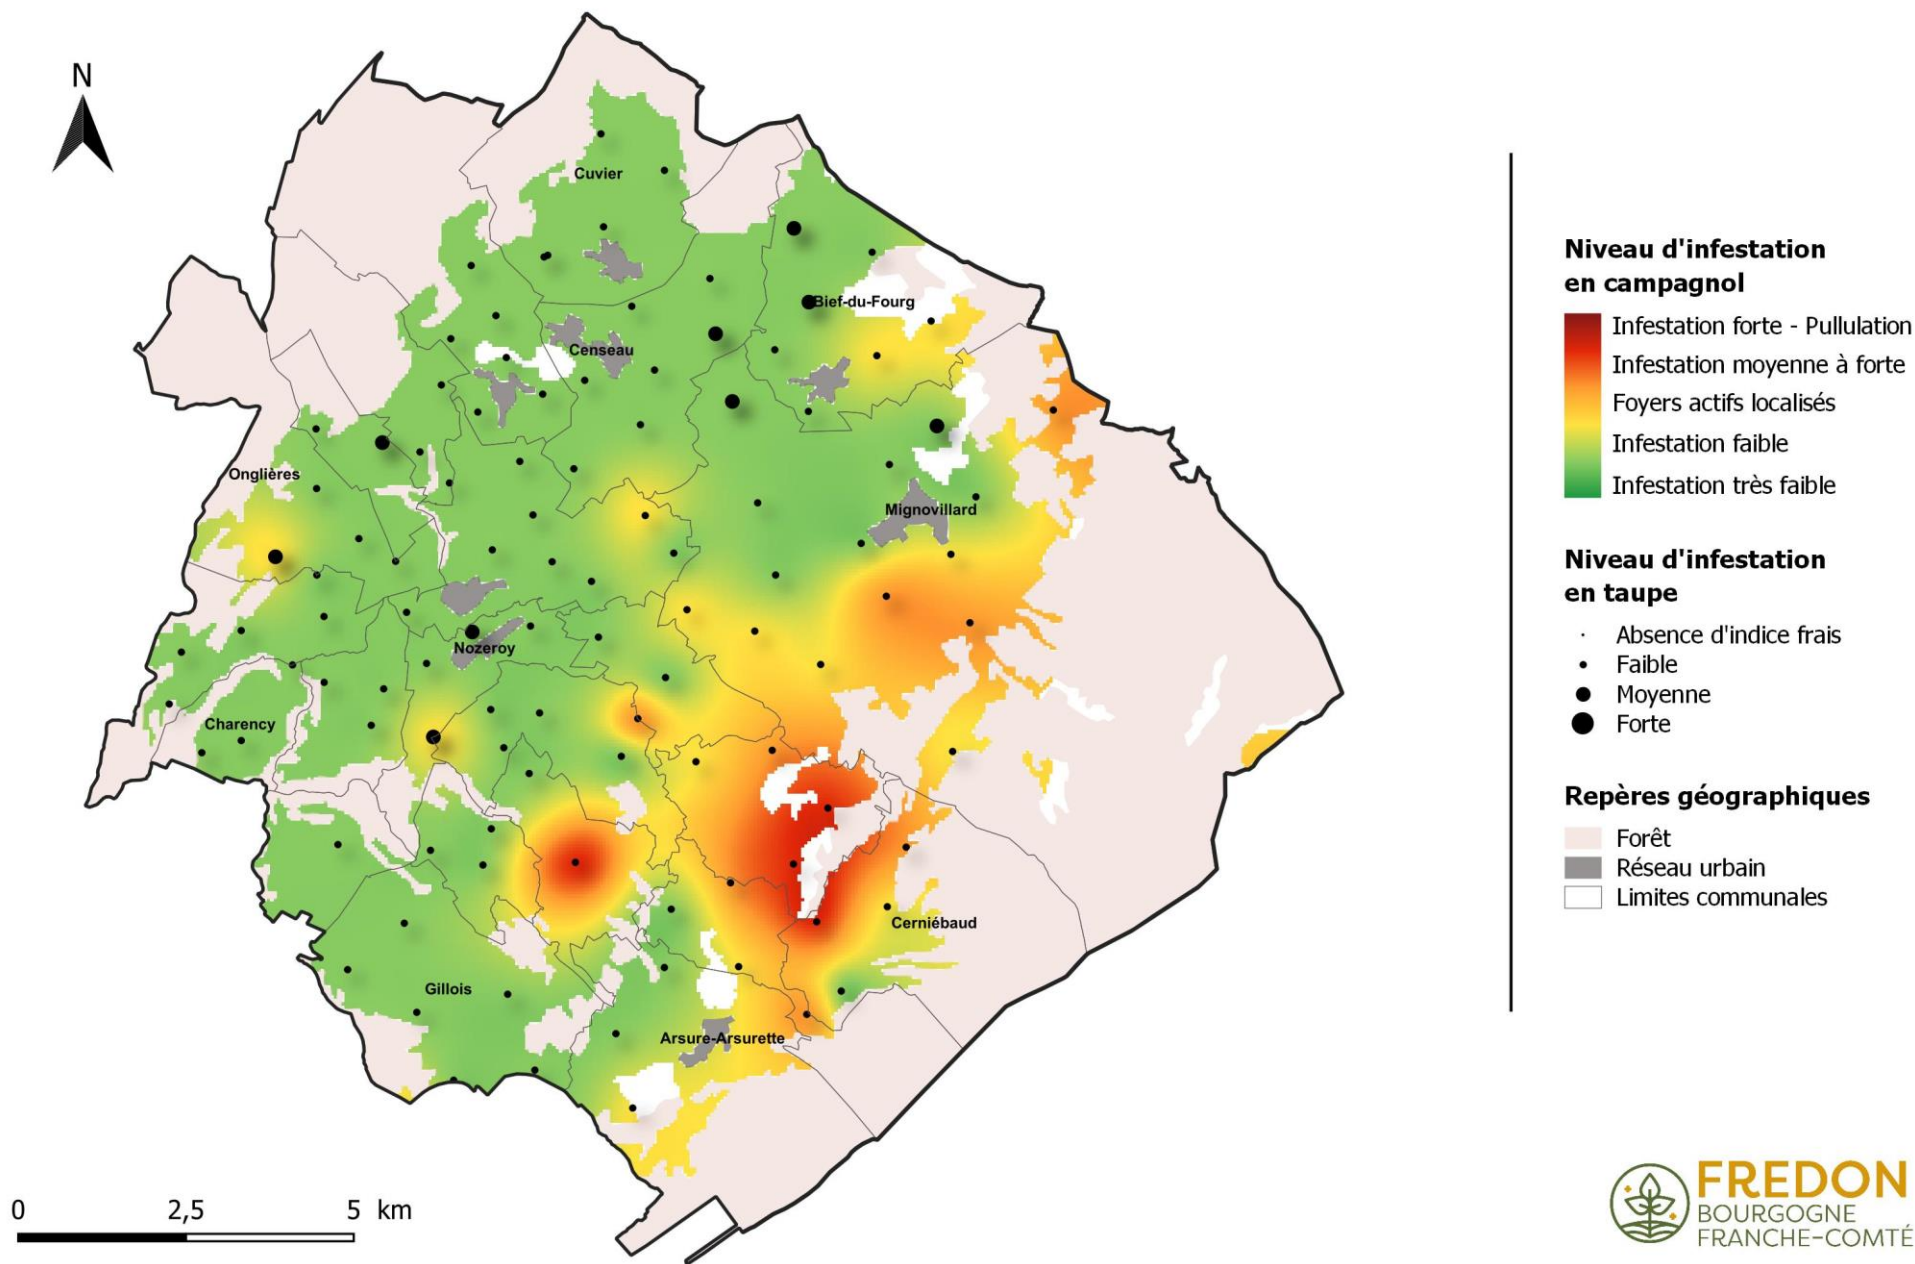 N
Cuvier
Bief-du-Fourg
Censeau
Onglières
Mignovillard
Nozeroy
Charency
Cerniébaud
Gillois
Arsure-Arsurette
0 2,5 5 km
Niveau d'infestation
en campagnol
Infestation forte - Pullulation
Infestation moyenne à forte
Foyers actifs localisés
Infestation faible
Infestation très faible
Niveau d'infestation
en taupe
Absence d'indice frais
Faible
Moyenne
Forte
Repères géographiques
Forêt
Réseau urbain
Limites communales
FREDON
BOURGOGNE
FRANCHE-COMTÉ